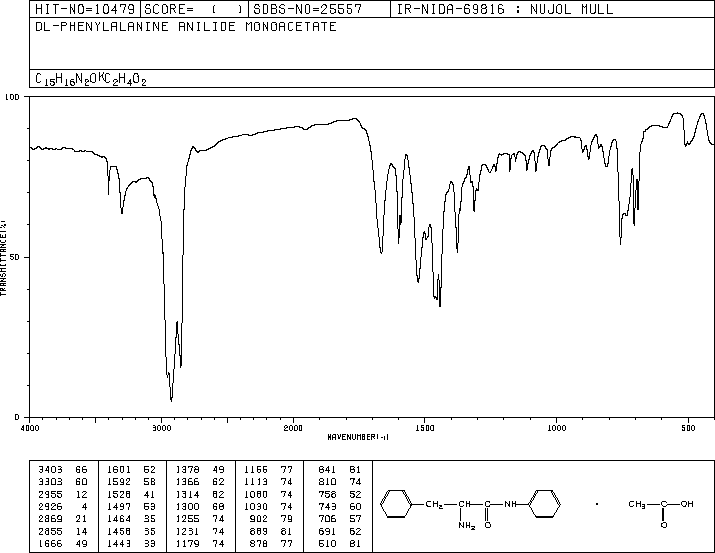 HIT-NO=10479 SCORE= ( ) SDBS-NO=25557 IR-NIDA-69816 : NUJOL MULL
DL-PHENYLALANINE ANILIDE MONOACETATE
C15H16N2O·C2H4O2
100
50
0
TRANSMITTANCE(%)
4000 3000 2000 1500 1000 500
WAVENUMBER(-1)
3403 66 1601 52 1378 49 1156 77 841 81
3303 60 1592 58 1366 62 1113 74 810 74
2955 12 1528 41 1314 62 1080 74 758 52
2926 4 1497 53 1300 68 1030 74 743 60
2869 21 1464 35 1255 74 902 79 706 57
2855 14 1458 35 1231 74 889 81 691 62
1666 49 1443 33 1179 74 878 77 510 81
CH2 CH C NH
NH2 O
CH3 C OH
O